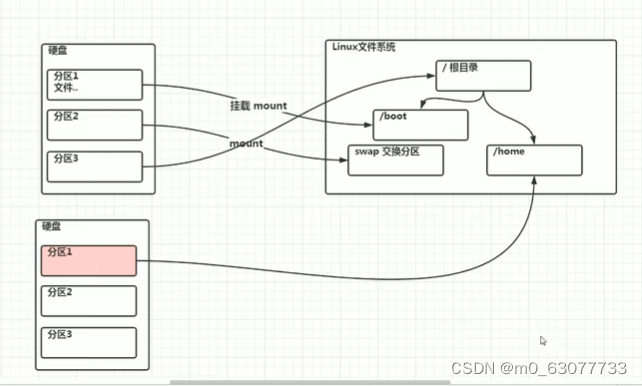 硬盘
分区1
文件..
分区2
分区3
挂载 mount
mount
Linux文件系统
/ 根目录
/boot
swap 交换分区
/home
硬盘
分区1
分区2
分区3
CSDN @m0_63077733